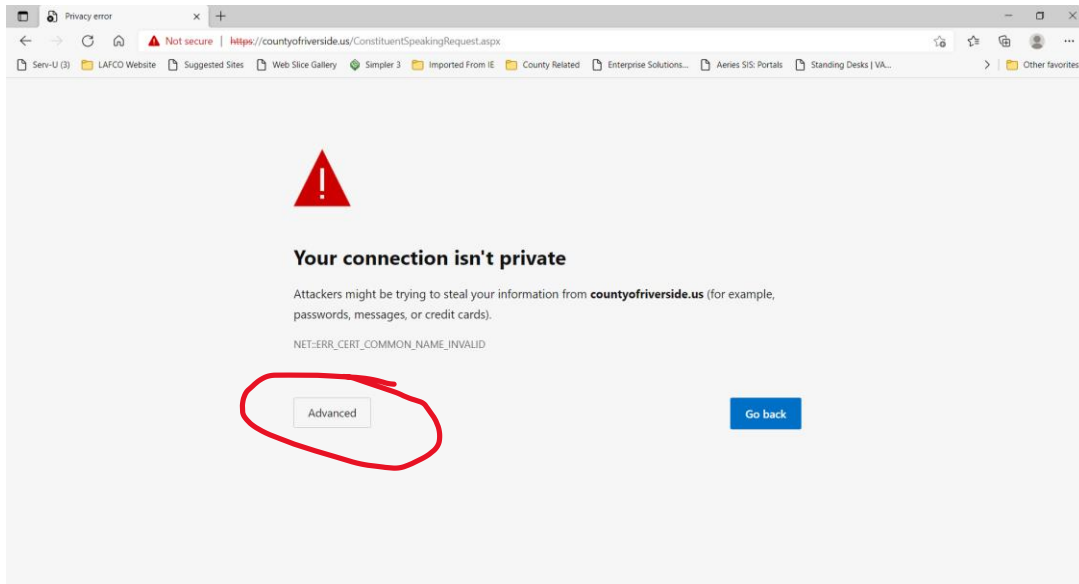 Privacy error
Not secure | https://countyofriverside.us/ConstituentSpeakingRequest.aspx
Serv-U (3) LAFCO Website Suggested Sites Web Slice Gallery Simpler 3 Imported From IE County Related Enterprise Solutions... Aeries SIS: Portals Standing Desks | VA... Other favorites
Your connection isn't private
Attackers might be trying to steal your information from countyofriverside.us (for example,
passwords, messages, or credit cards).
NET::ERR_CERT_COMMON_NAME_INVALID
Advanced
Go back